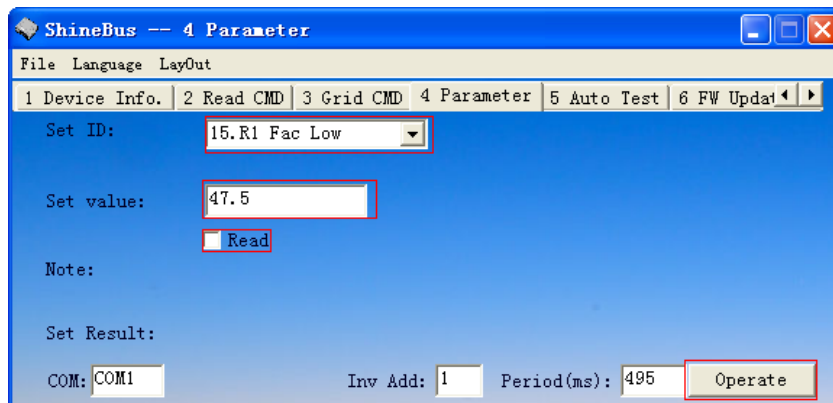 ShineBus -- 4 Parameter
File Language LayOut
1 Device Info. 2 Read CMD 3 Grid CMD 4 Parameter 5 Auto Test 6 FW Updat
Set ID: 15.R1 Fac Low
Set value: 47.5
Read
Note:
Set Result:
COM: COM1 Inv Add: 1 Period(ms): 495 Operate